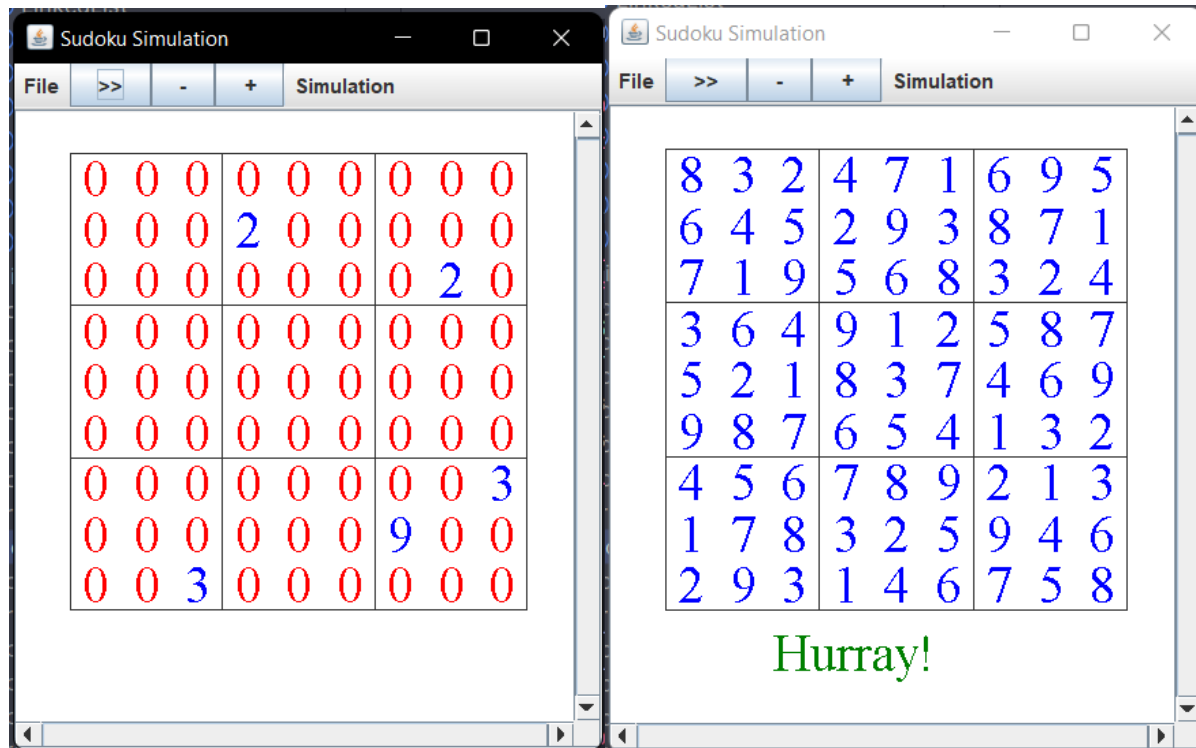 Sudoku Simulation
File >> - + Simulation
0 0 0 0 0 0 0 0 0
0 0 0 2 0 0 0 0 0
0 0 0 0 0 0 0 2 0
0 0 0 0 0 0 0 0 0
0 0 0 0 0 0 0 0 0
0 0 0 0 0 0 0 0 0
0 0 0 0 0 0 0 0 3
0 0 0 0 0 0 9 0 0
0 0 3 0 0 0 0 0 0
Sudoku Simulation
File >> - + Simulation
8 3 2 4 7 1 6 9 5
6 4 5 2 9 3 8 7 1
7 1 9 5 6 8 3 2 4
3 6 4 9 1 2 5 8 7
5 2 1 8 3 7 4 6 9
9 8 7 6 5 4 1 3 2
4 5 6 7 8 9 2 1 3
1 7 8 3 2 5 9 4 6
2 9 3 1 4 6 7 5 8
Hurray!